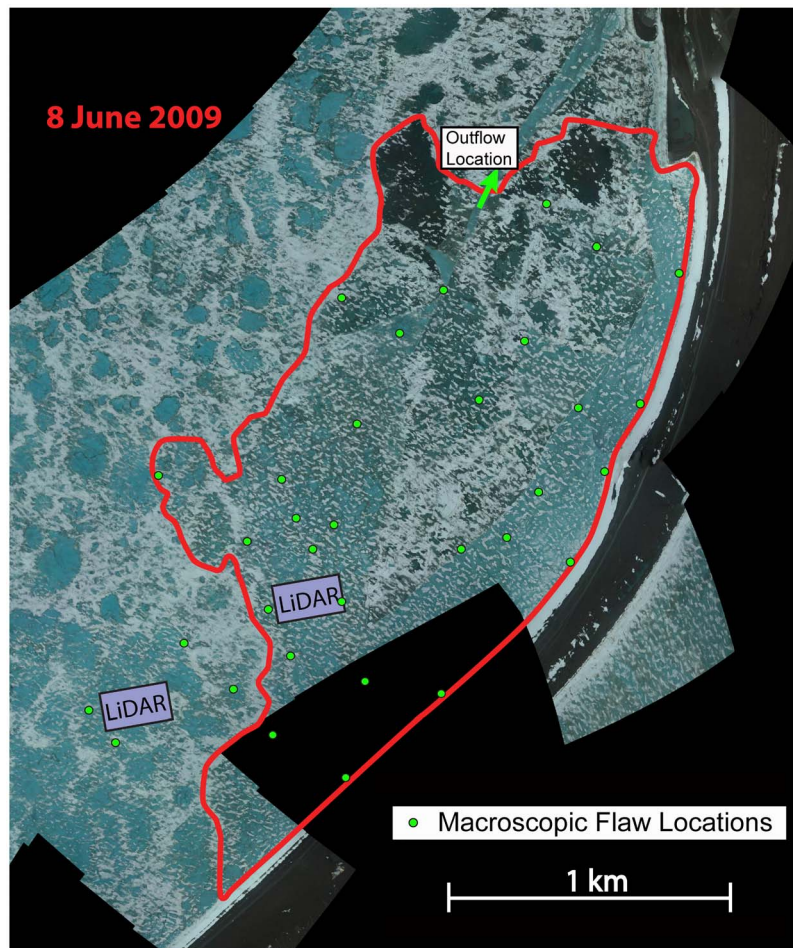 8 June 2009
Outflow
Location
LiDAR
LiDAR
Macroscopic Flaw Locations
1 km